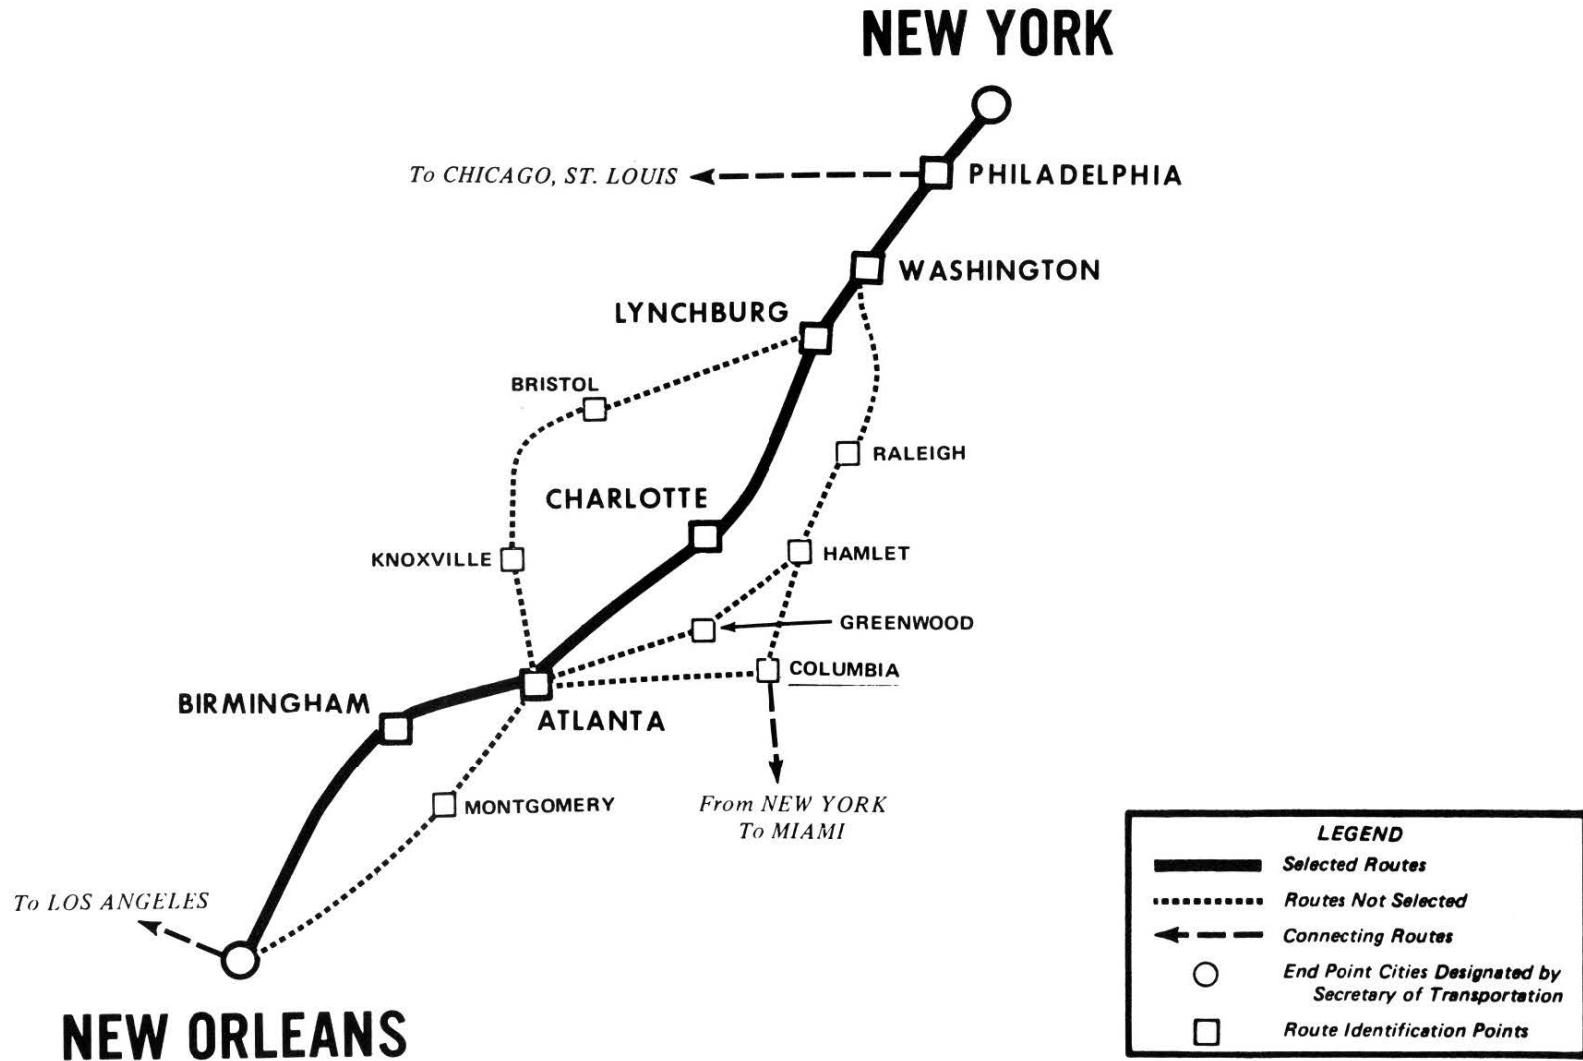 NEW YORK
To CHICAGO, ST. LOUIS
PHILADELPHIA
WASHINGTON
LYNCHBURG
BRISTOL
RALEIGH
CHARLOTTE
KNOXVILLE
HAMLET
GREENWOOD
COLUMBIA
BIRMINGHAM
ATLANTA
MONTGOMERY
From NEW YORK
To MIAMI
To LOS ANGELES
NEW ORLEANS
LEGEND
Selected Routes
Routes Not Selected
Connecting Routes
End Point Cities Designated by
Secretary of Transportation
Route Identification Points